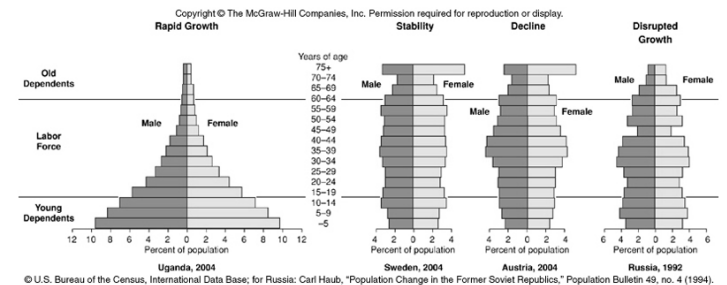 Copyright © The McGraw-Hill Companies, Inc. Permission required for reproduction or display.
Rapid Growth
Stability
Decline
Disrupted
Growth
Old
Dependents
Labor
Force
Young
Dependents
Male
Female
Years of age
75+
70–74
65–69
60–64
55–59
50–54
45–49
40–44
35–39
30–34
25–29
20–24
15–19
10–14
5–9
–5
Male
Female
Male
Female
Male
Female
12 10 8 6 4 2 0 2 4 6 8 10 12
4 2 0 2 4
4 2 0 2 4
6 4 2 0 2 4 6
Percent of population
Percent of population
Percent of population
Percent of population
Uganda, 2004
Sweden, 2004
Austria, 2004
Russia, 1992
© U.S. Bureau of the Census, International Data Base; for Russia: Carl Haub, "Population Change in the Former Soviet Republics," Population Bulletin 49, no. 4 (1994).